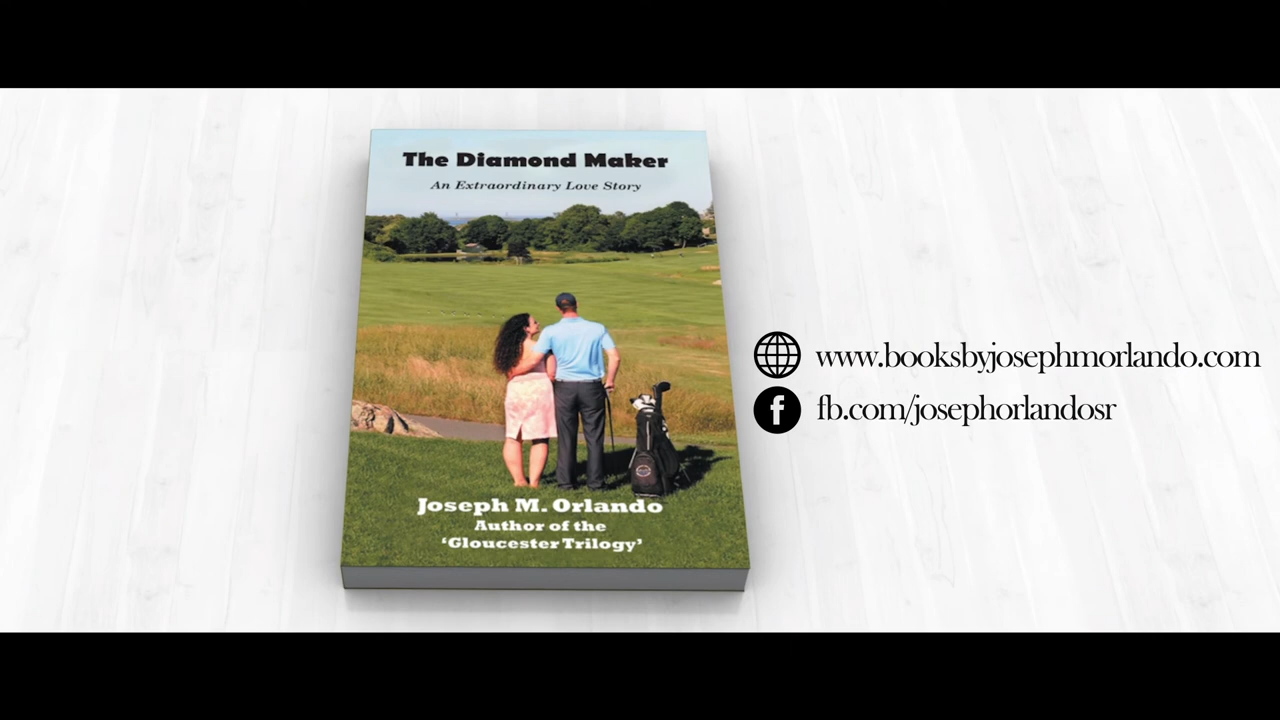 The Diamond Maker
An Extraordinary Love Story
Joseph M. Orlando
Author of the
‘Gloucester Trilogy’
www.booksbyjosephmorlando.com
fb.com/josephorlandosr